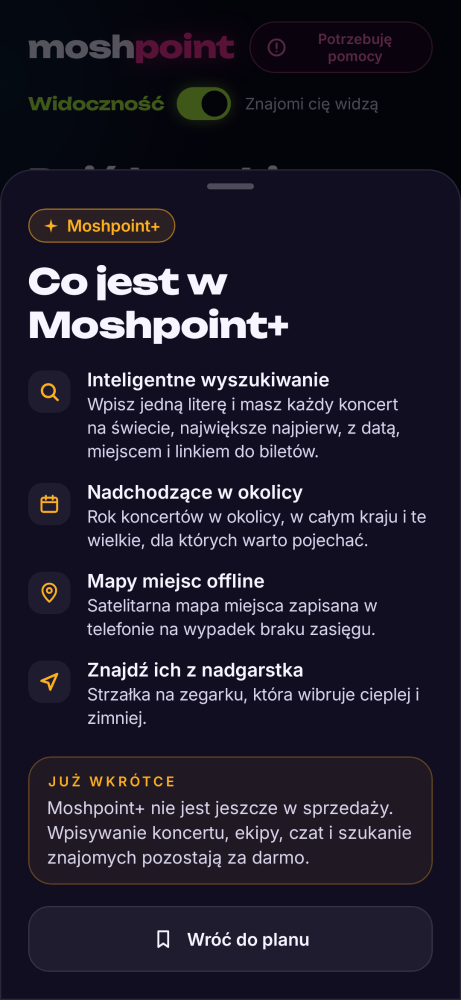 moshpoint
Potrzebuję
pomocy
Widoczność
Znajomi cię widzą
Moshpoint+
Co jest w
Moshpoint+
Inteligentne wyszukiwanie
Wpisz jedną literę i masz każdy koncert
na świecie, największe najpierw, z datą,
miejscem i linkiem do biletów.
Nadchodzące w okolicy
Rok koncertów w okolicy, w całym kraju i te
wielkie, dla których warto pojechać.
Mapy miejsc offline
Satelitarna mapa miejsca zapisana w
telefonie na wypadek braku zasięgu.
Znajdź ich z nadgarstka
Strzałka na zegarku, która wibruje cieplej i
zimniej.
JUŻ WKRÓTCE
Moshpoint+ nie jest jeszcze w sprzedaży.
Wpisywanie koncertu, ekipy, czat i szukanie
znajomych pozostają za darmo.
Wróć do planu